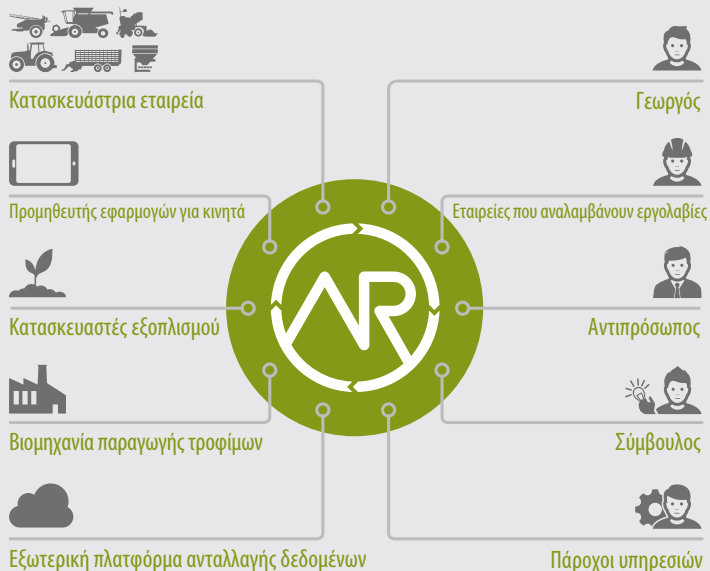 Κατασκευάστρια εταιρεία
Γεωργός
Προμηθευτής εφαρμογών για κινητά
Εταιρείες που αναλαμβάνουν εργολαβίες
Κατασκευαστές εξοπλισμού
Αντιπρόσωπος
AR
Βιομηχανία παραγωγής τροφίμων
Σύμβουλος
Εξωτερική πλατφόρμα ανταλλαγής δεδομένων
Πάροχοι υπηρεσιών